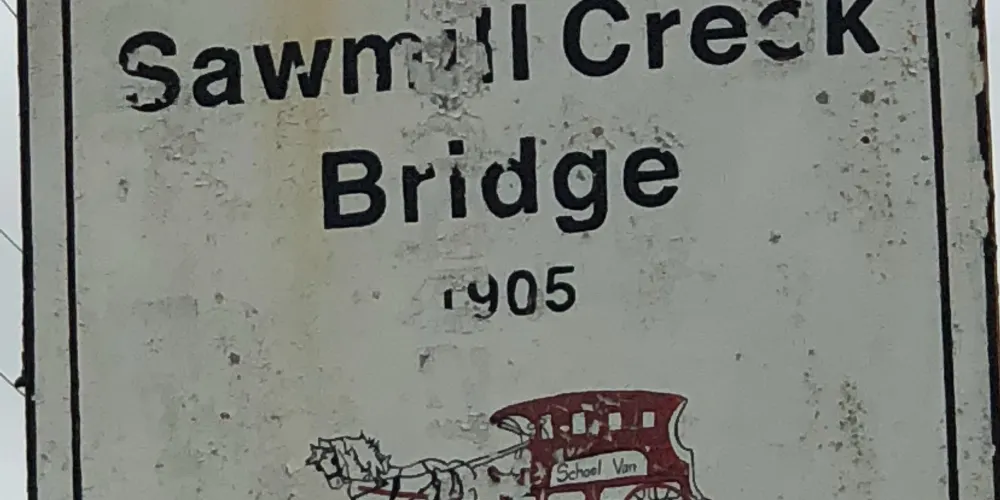 Sawmill Creek
Bridge
1905
School Van